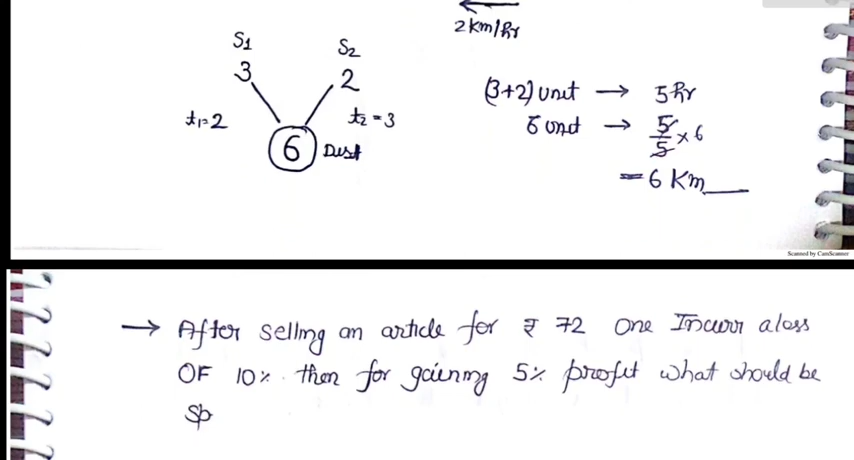 2 km/hr
S1 S2
3 2
t1=2 t2=3
6 Dist
(3+2) unit → 5 hr
6 unit → 5/5 × 6
= 6 Km
Scanned by CamScanner
→ After selling an article for ₹ 72 one Incurr a loss
OF 10% then for gaining 5% profit what should be
Sp